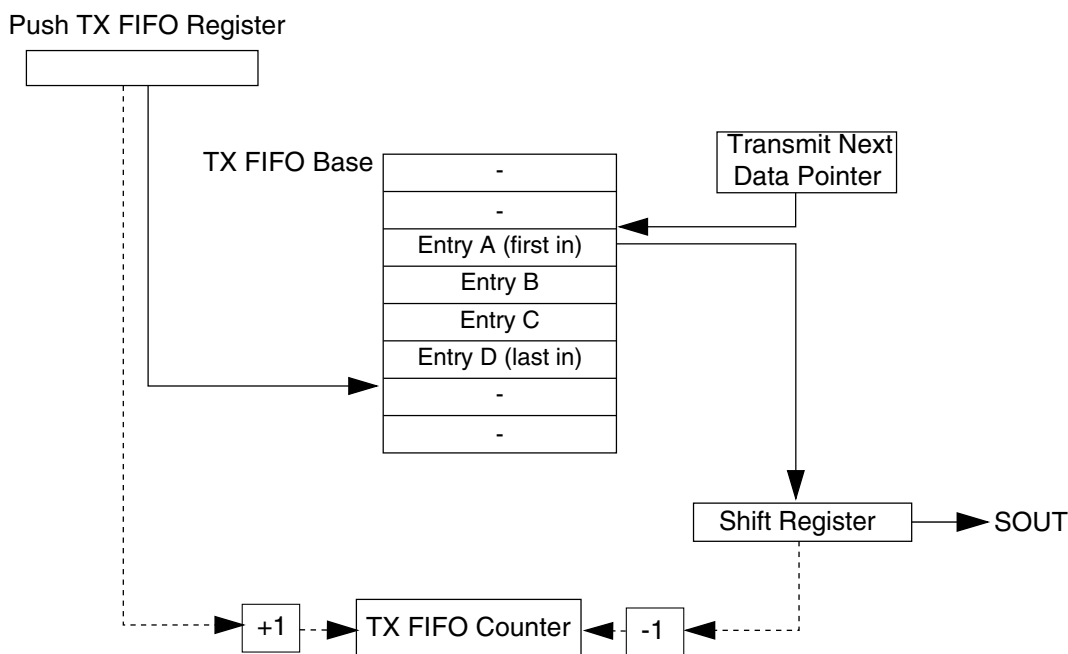 Push TX FIFO Register
TX FIFO Base
-
-
Entry A (first in)
Entry B
Entry C
Entry D (last in)
-
-
Transmit Next
Data Pointer
Shift Register
SOUT
+1
TX FIFO Counter
-1